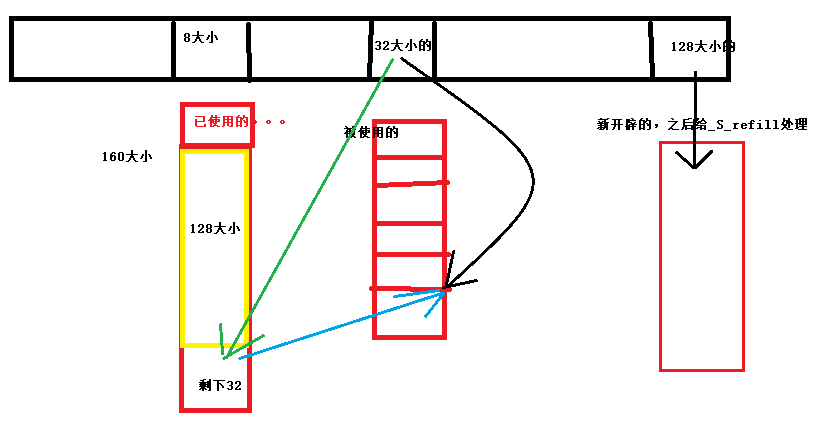 8大小
32大小的
128大小的
已使用的。。。
被使用的
新开辟的，之后给_S_refill处理
160大小
128大小
剩下32